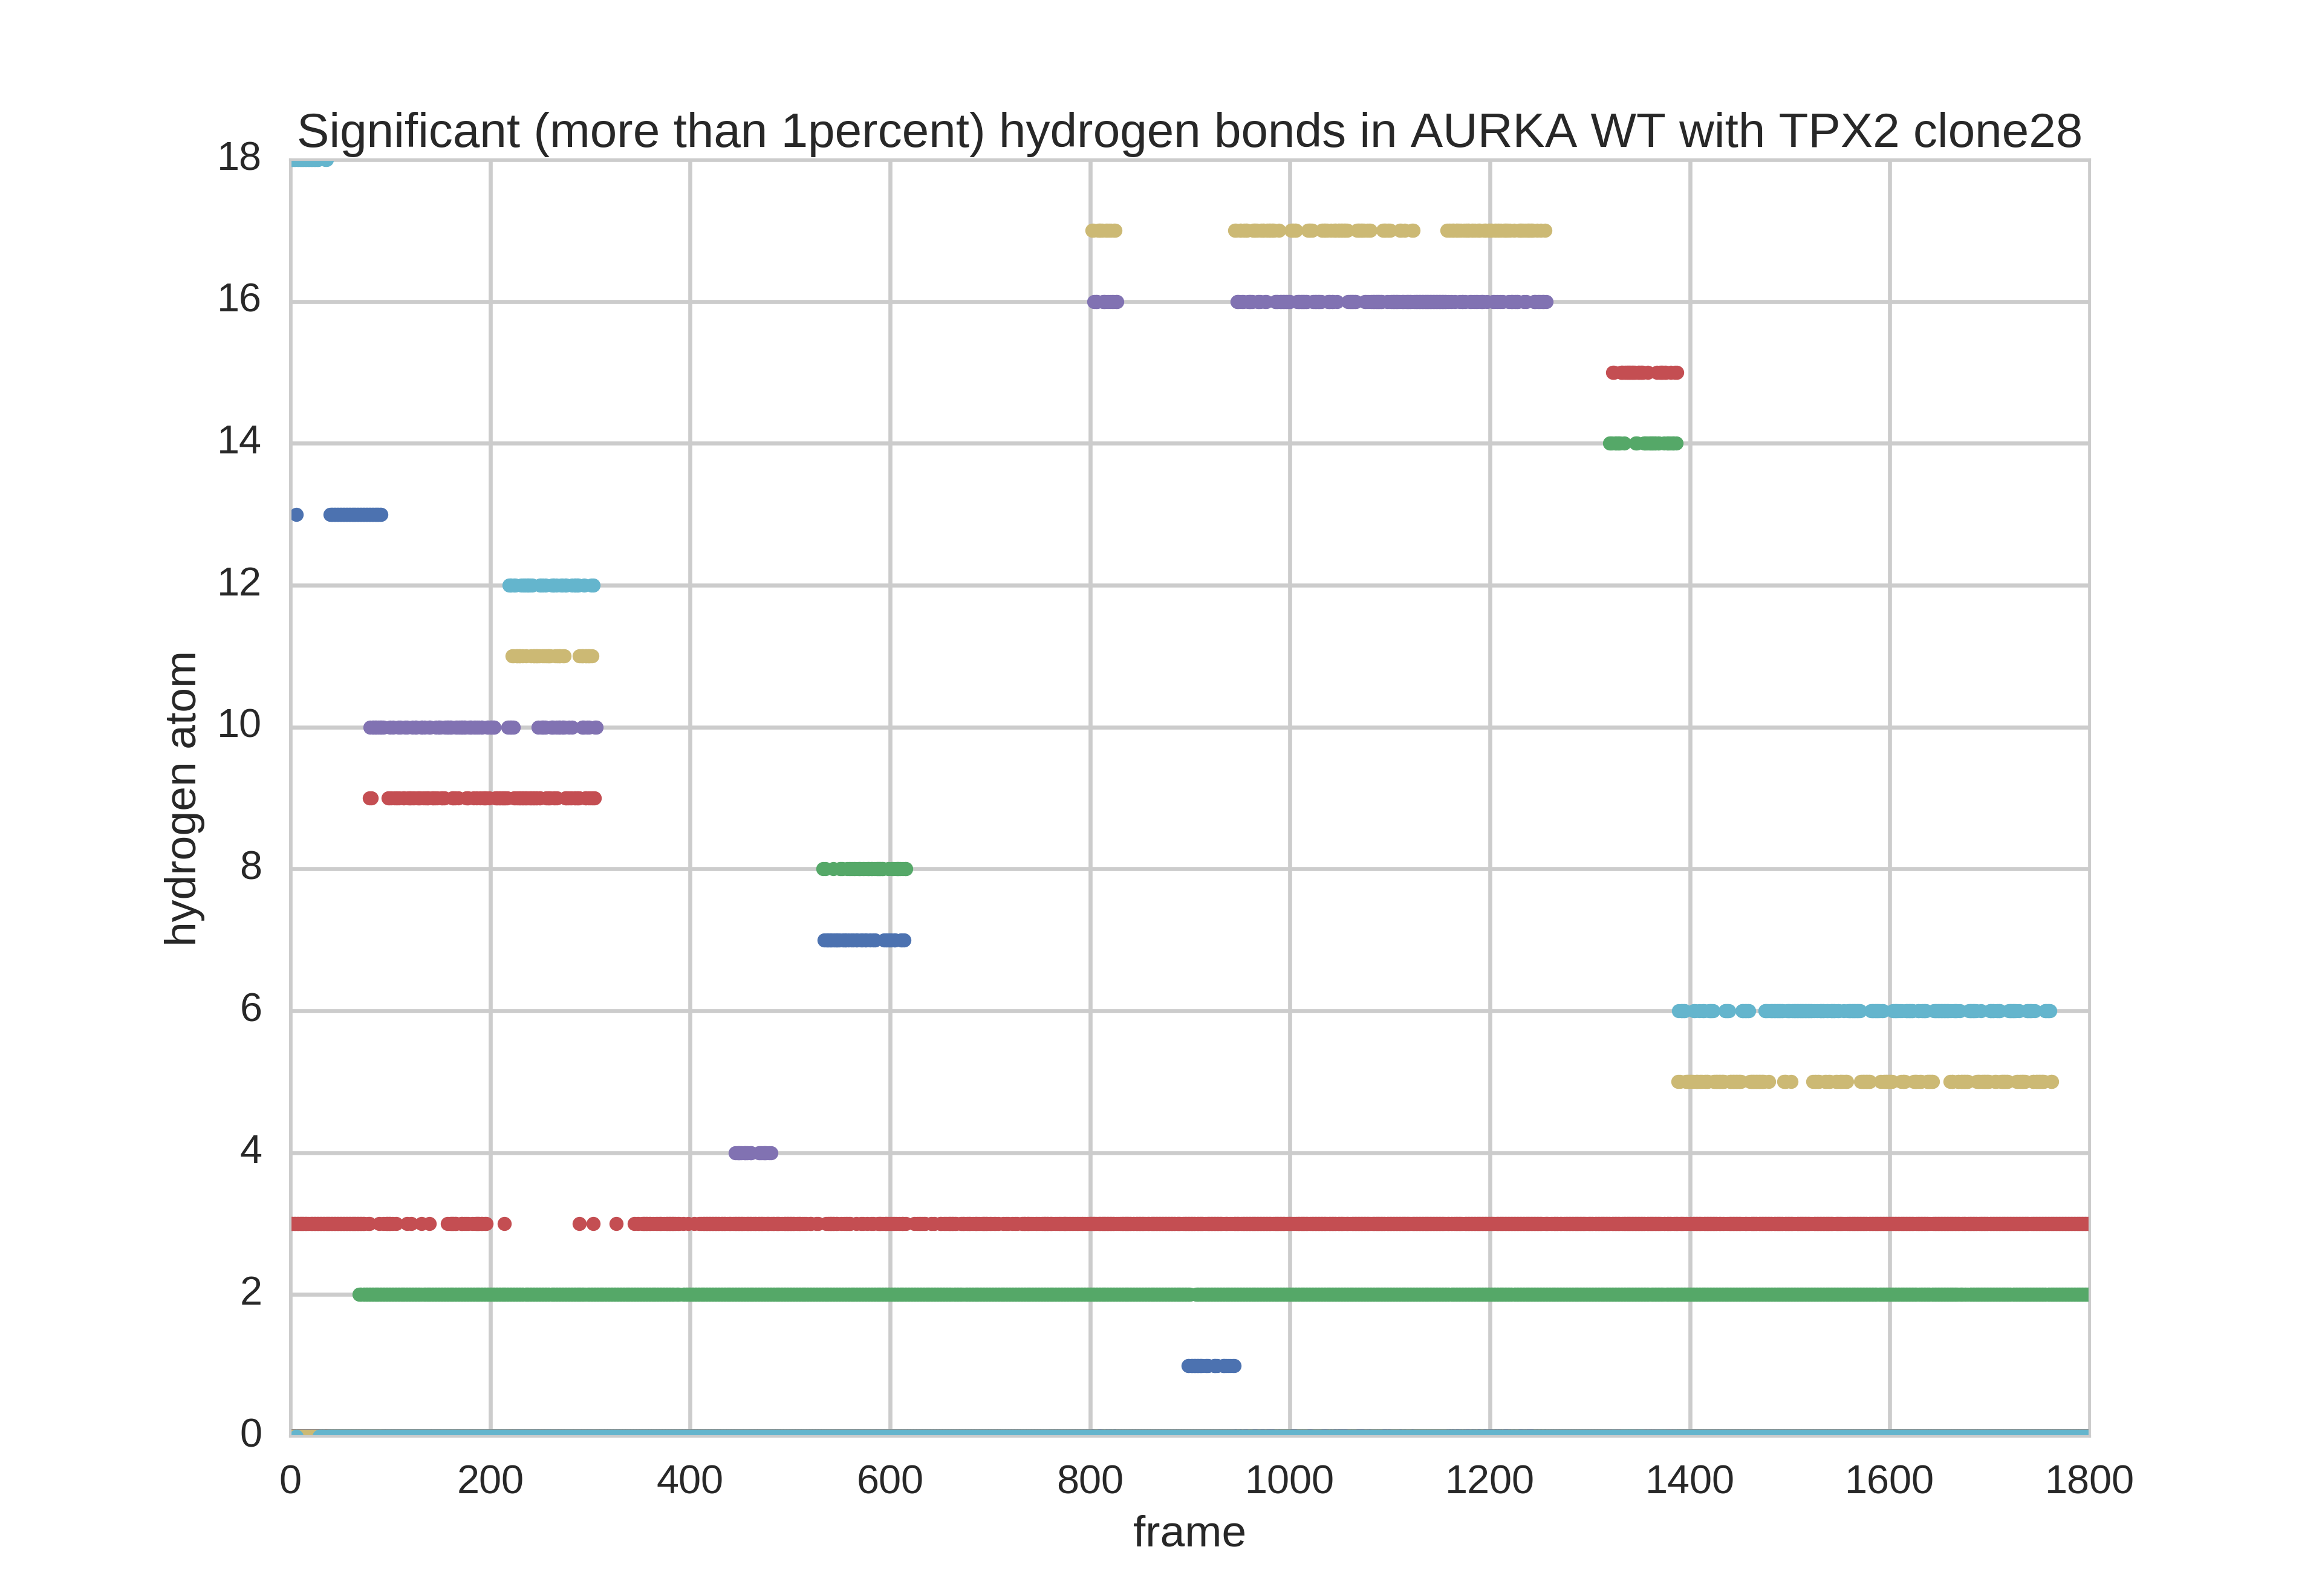 Significant (more than 1percent) hydrogen bonds in AURKA WT with TPX2 clone28
18
16
14
12
10
8
6
4
2
0
hydrogen atom
0 200 400 600 800 1000 1200 1400 1600 1800
frame